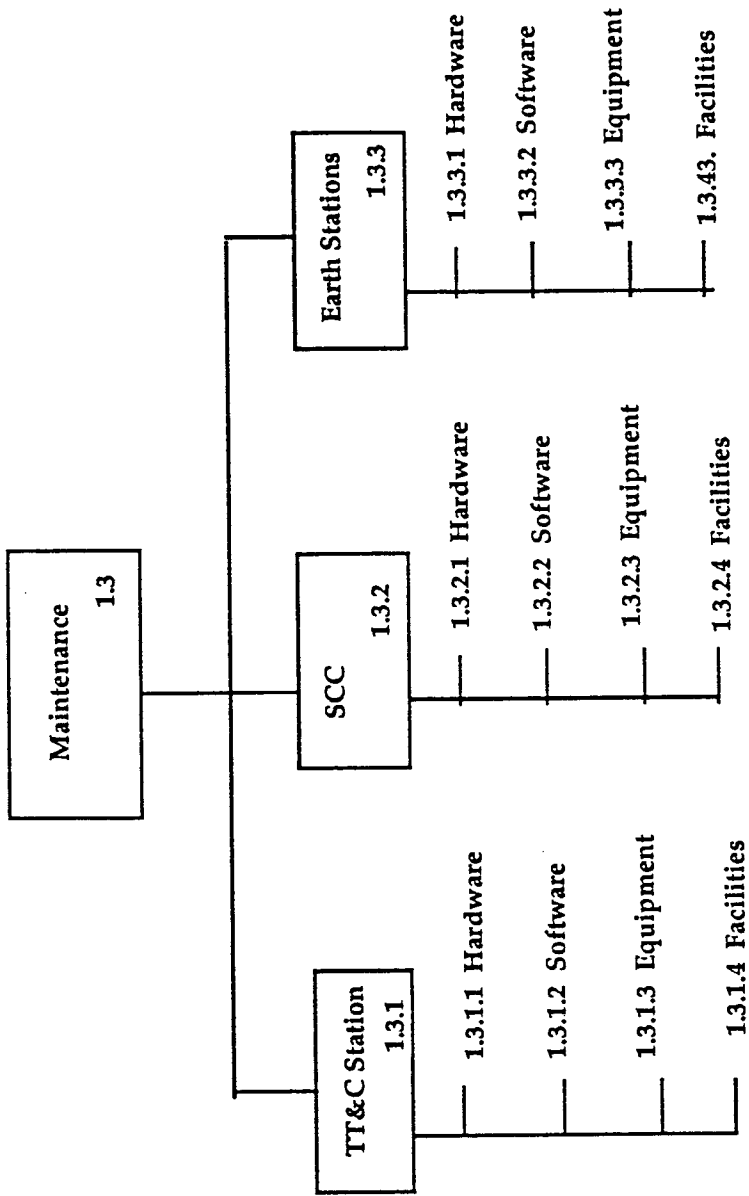 Maintenance
1.3
TT&C Station
1.3.1
1.3.1.1 Hardware
1.3.1.2 Software
1.3.1.3 Equipment
1.3.1.4 Facilities
SCC
1.3.2
1.3.2.1 Hardware
1.3.2.2 Software
1.3.2.3 Equipment
1.3.2.4 Facilities
Earth Stations
1.3.3
1.3.3.1 Hardware
1.3.3.2 Software
1.3.3.3 Equipment
1.3.43. Facilities